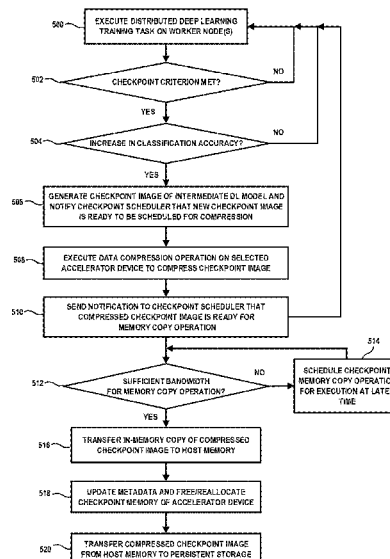 500
EXECUTE DISTRIBUTED DEEP LEARNING
TRAINING TASK ON WORKER NODE(S)
502
CHECKPOINT CRITERION MET?
NO
YES
504
INCREASE IN CLASSIFICATION ACCURACY?
NO
YES
506
GENERATE CHECKPOINT IMAGE OF INTERMEDIATE DL MODEL AND
NOTIFY CHECKPOINT SCHEDULER THAT NEW CHECKPOINT IMAGE
IS READY TO BE SCHEDULED FOR COMPRESSION
508
EXECUTE DATA COMPRESSION OPERATION ON SELECTED
ACCELERATOR DEVICE TO COMPRESS CHECKPOINT IMAGE
510
SEND NOTIFICATION TO CHECKPOINT SCHEDULER THAT
COMPRESSED CHECKPOINT IMAGE IS READY FOR
MEMORY COPY OPERATION
512
SUFFICIENT BANDWIDTH
FOR MEMORY COPY OPERATION?
NO
YES
514
SCHEDULE CHECKPOINT
MEMORY COPY OPERATION
FOR EXECUTION AT LATE
TIME
516
TRANSFER IN-MEMORY COPY OF COMPRESSED
CHECKPOINT IMAGE TO HOST MEMORY
518
UPDATE METADATA AND FREE/REALLOCATE
CHECKPOINT MEMORY OF ACCELERATOR DEVICE
520
TRANSFER COMPRESSED CHECKPOINT IMAGE
FROM HOST MEMORY TO PERSISTENT STORAGE